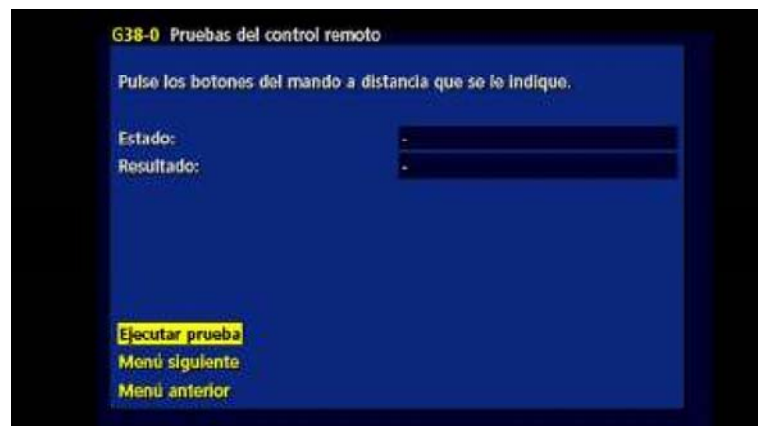 G38-0 Pruebas del control remoto
Pulse los botones del mando a distancia que se le indique.
Estado: -
Resultado: -
Ejecutar prueba
Menú siguiente
Menú anterior